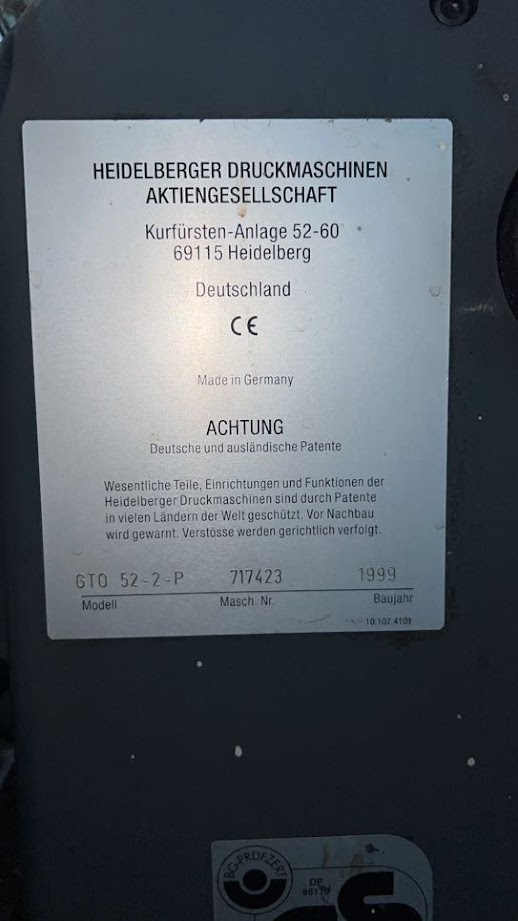 HEIDELBERGER DRUCKMASCHINEN
AKTIENGESELLSCHAFT
Kurfürsten-Anlage 52-60
69115 Heidelberg
Deutschland
CE
Made in Germany
ACHTUNG
Deutsche und ausländische Patente
Wesentliche Teile, Einrichtungen und Funktionen der
Heidelberger Druckmaschinen sind durch Patente
in vielen Ländern der Welt geschützt. Vor Nachbau
wird gewarnt. Verstösse werden gerichtlich verfolgt.
GTO 52-2-P 717423 1999
Modell Masch. Nr. Baujahr
10.107.4101
BG-PRÜFZERT
DP